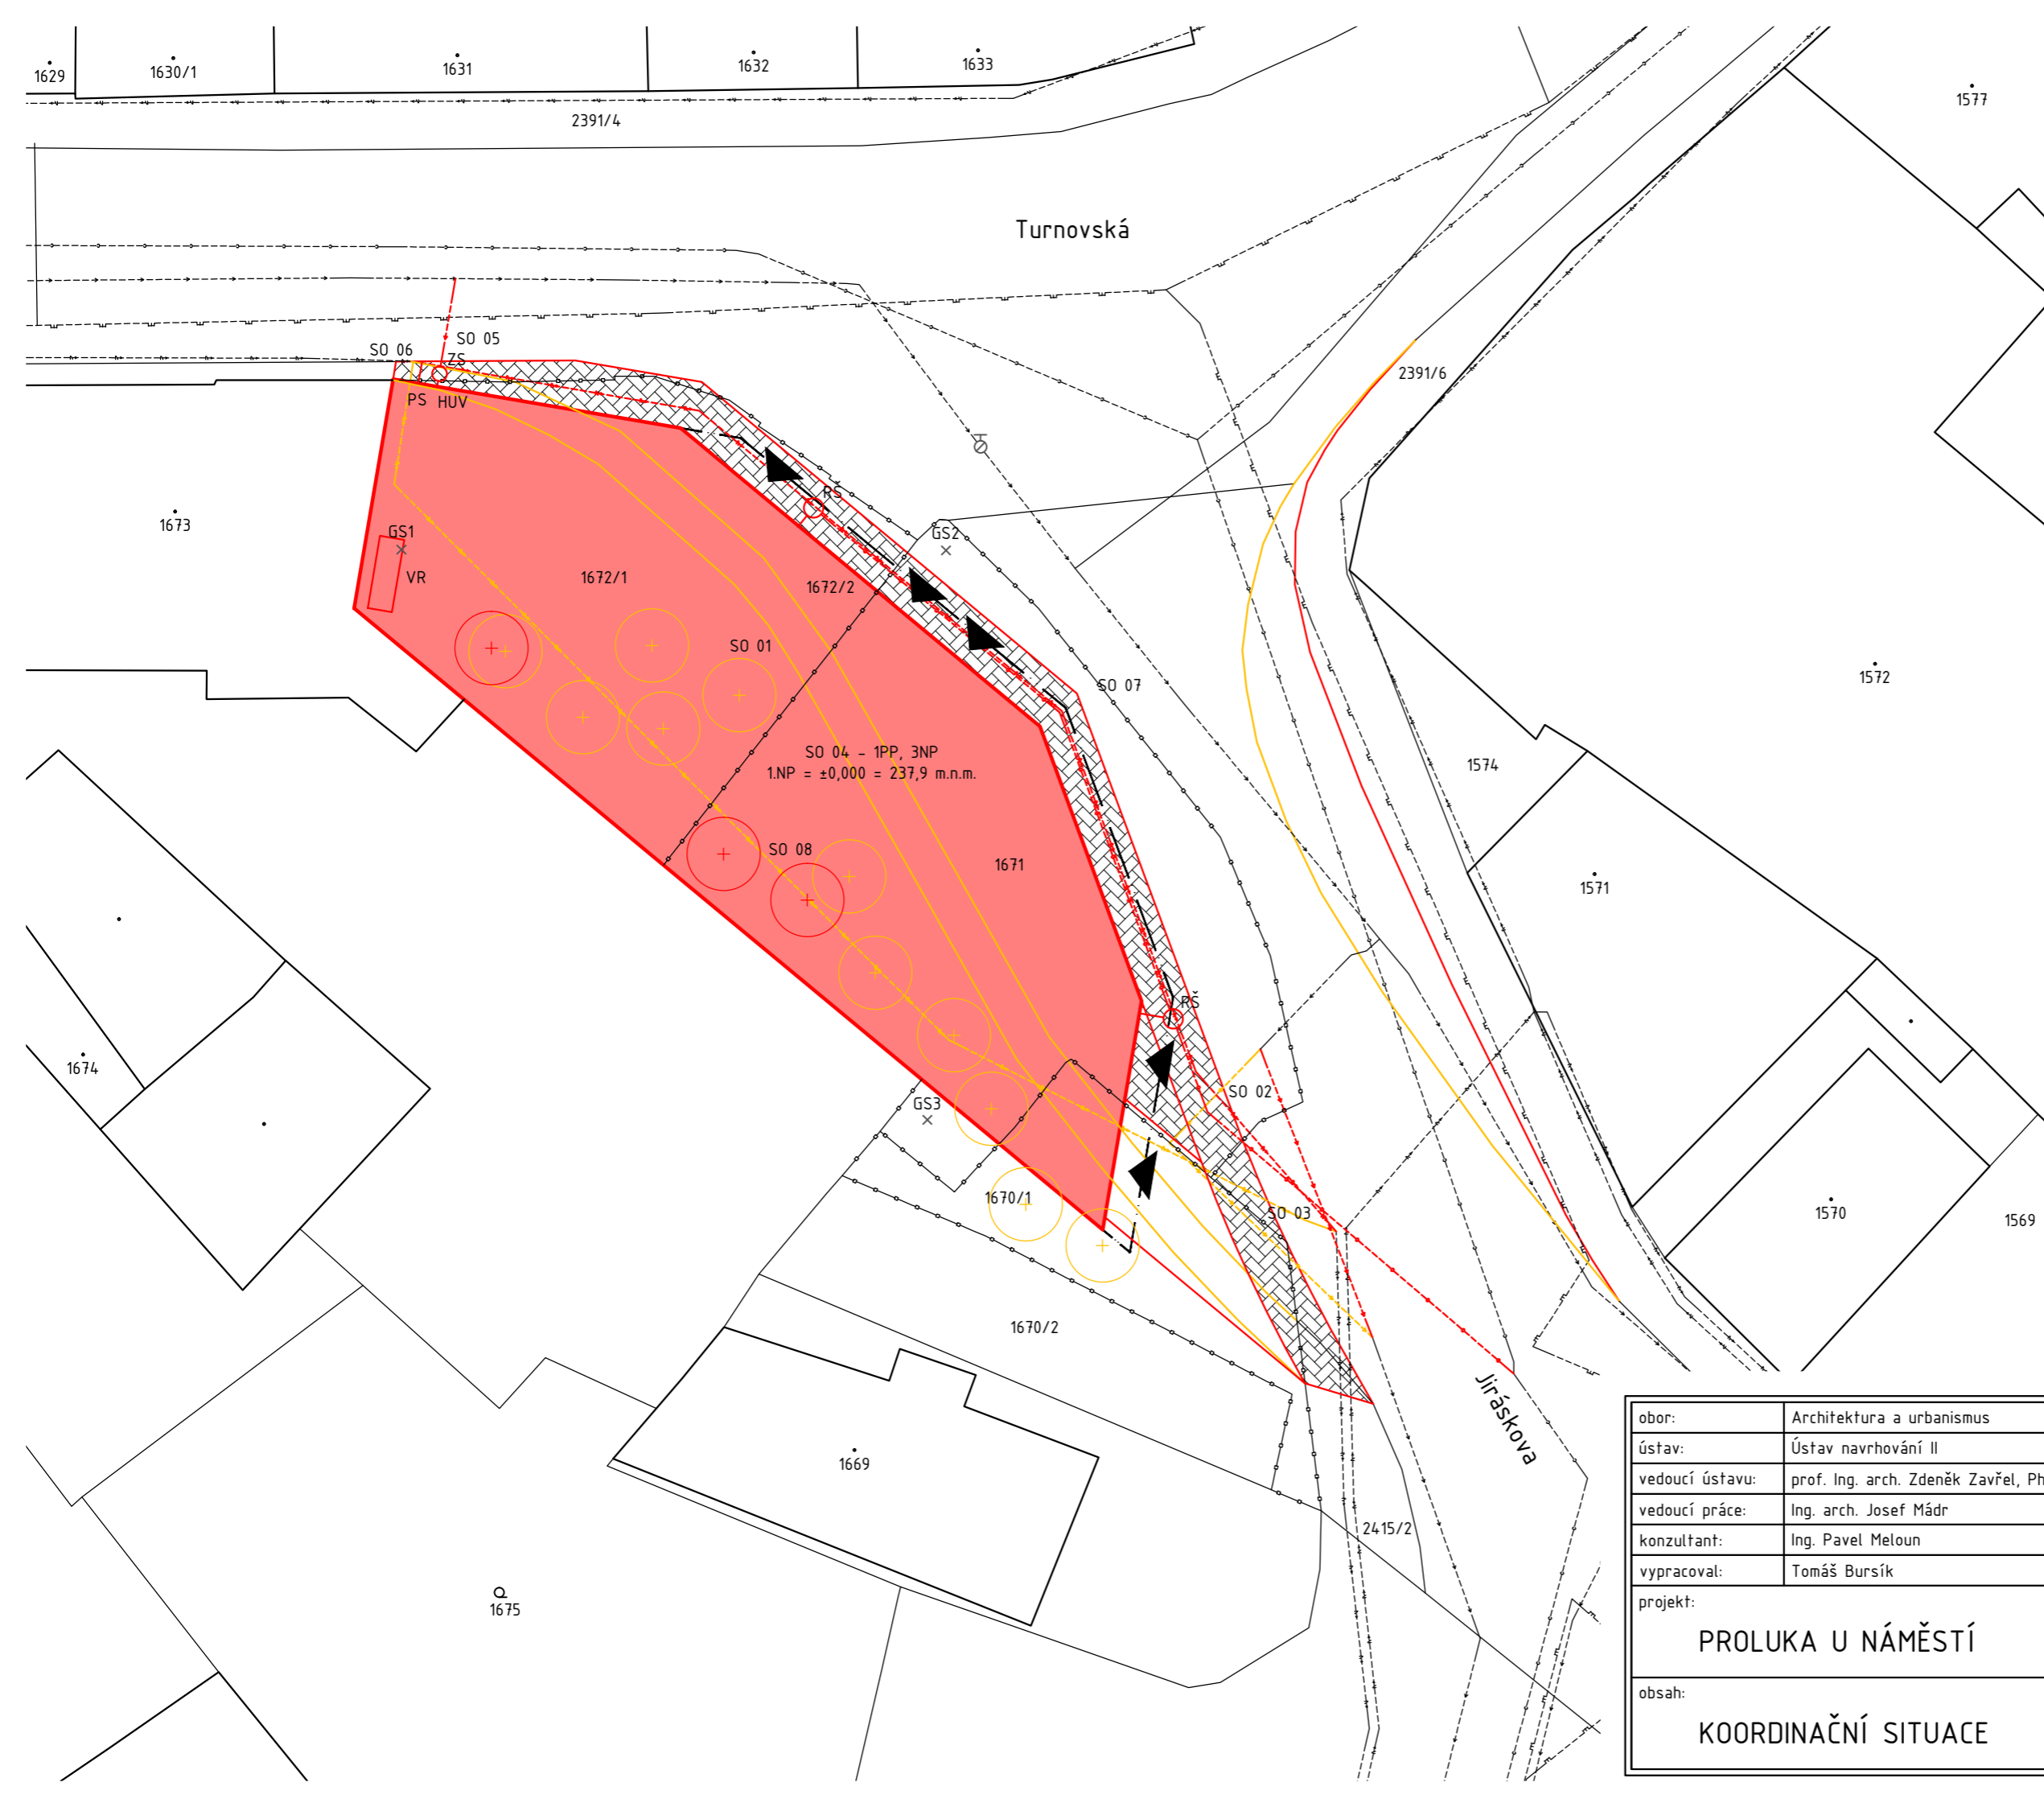 1629
1630/1
1631
1632
1633
1577
2391/4
Turnovská
SO 05
SO 06
ZS
PS
HUV
2391/6
RŠ
1673
GS1
GS2
VR
1672/1
1672/2
SO 01
SO 07
1572
SO 04 - 1PP, 3NP
1.NP = ±0,000 = 237,9 m.n.m.
1574
SO 08
1671
1571
RŠ
1674
SO 02
GS3
1670/1
SO 03
1570
1569
1670/2
Jiráskova
1669
2415/2
1675
obor: Architektura a urbanismus
ústav: Ústav navrhování II
vedoucí ústavu: prof. Ing. arch. Zdeněk Zavřel, Ph
vedoucí práce: Ing. arch. Josef Mádr
konzultant: Ing. Pavel Meloun
vypracoval: Tomáš Bursík
projekt:
PROLUKA U NÁMĚSTÍ
obsah:
KOORDINAČNÍ SITUACE